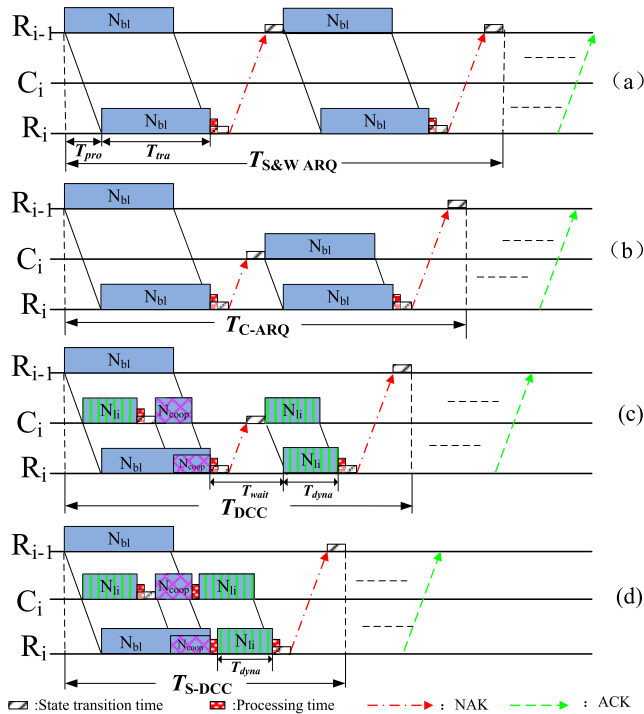 R_{i-1} N_{bl} N_{bl}
C_i (a)
R_i N_{bl} N_{bl}
T_{pro} T_{tra}
T_{S&W ARQ}
R_{i-1} N_{bl}
C_i N_{bl} (b)
R_i N_{bl} N_{bl}
T_{C-ARQ}
R_{i-1} N_{bl}
C_i N_{li} N_{coop} N_{li} (c)
R_i N_{bl} N_{coop} N_{li}
T_{wait} T_{dyna}
T_{DCC}
R_{i-1} N_{bl}
C_i N_{li} N_{coop} N_{li} (d)
R_i N_{bl} N_{coop} N_{li}
T_{dyna}
T_{S-DCC}
:State transition time :Processing time : NAK : ACK